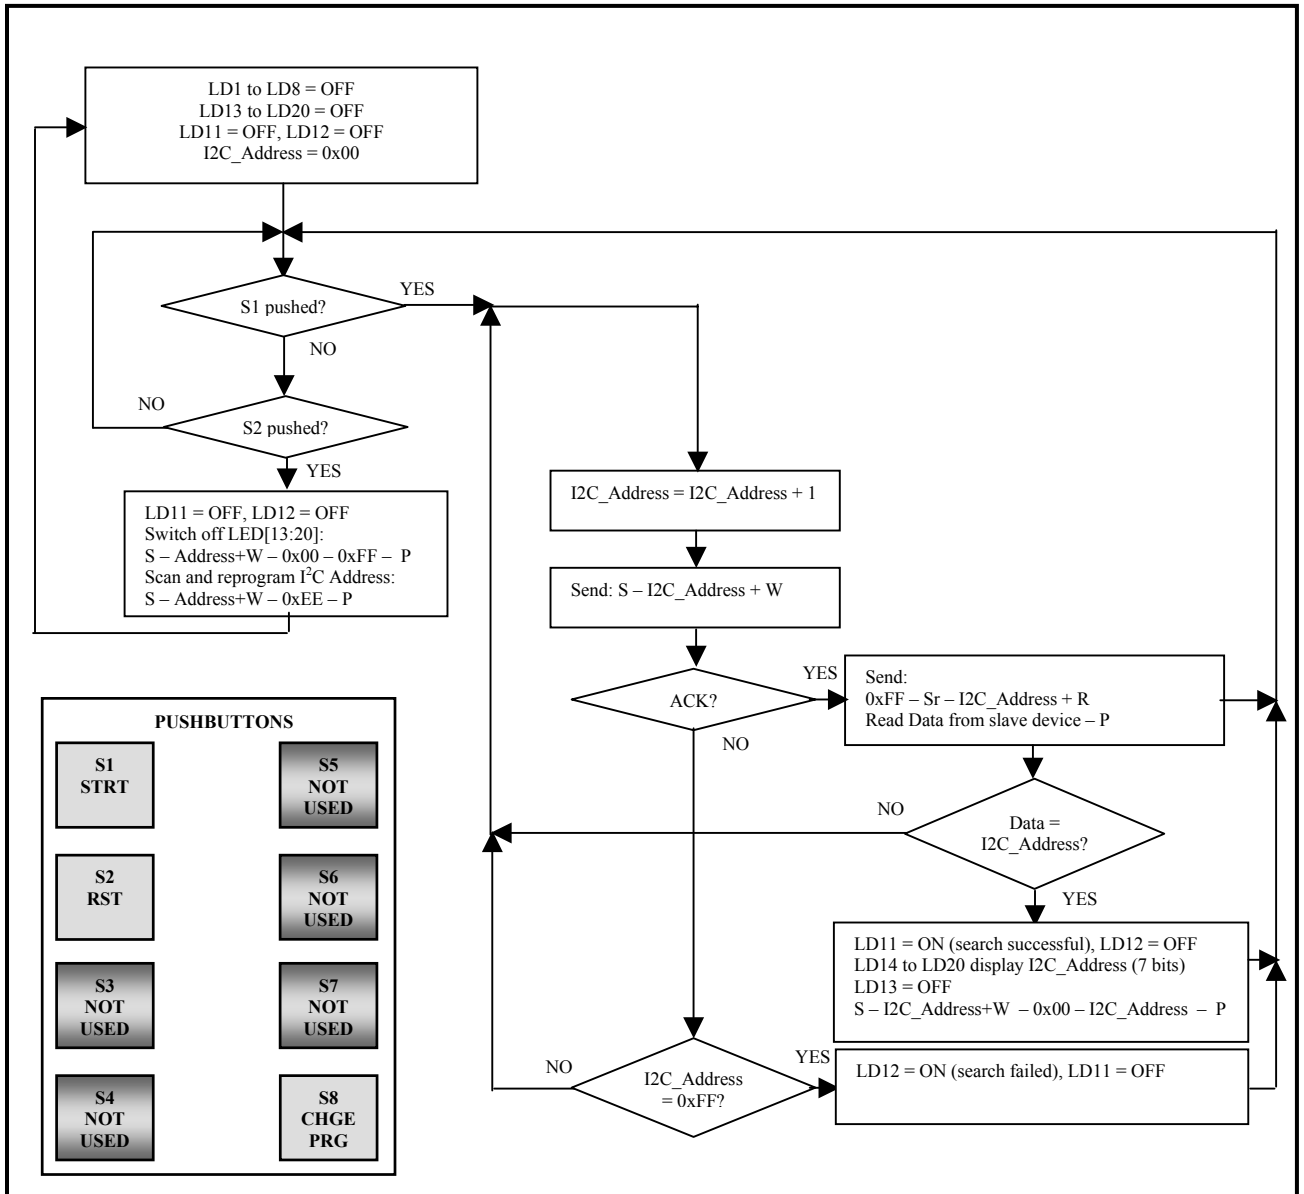 LD1 to LD8 = OFF
LD13 to LD20 = OFF
LD11 = OFF, LD12 = OFF
I2C_Address = 0x00
S1 pushed?
YES
NO
S2 pushed?
NO
YES
LD11 = OFF, LD12 = OFF
Switch off LED[13:20]:
S – Address+W – 0x00 – 0xFF – P
Scan and reprogram I²C Address:
S – Address+W – 0xEE – P
I2C_Address = I2C_Address + 1
Send: S – I2C_Address + W
ACK?
YES
NO
Send:
0xFF – Sr – I2C_Address + R
Read Data from slave device – P
Data =
I2C_Address?
NO
YES
LD11 = ON (search successful), LD12 = OFF
LD14 to LD20 display I2C_Address (7 bits)
LD13 = OFF
S – I2C_Address+W – 0x00 – I2C_Address – P
I2C_Address
= 0xFF?
NO
YES
LD12 = ON (search failed), LD11 = OFF
PUSHBUTTONS
S1
STRT
S5
NOT
USED
S2
RST
S6
NOT
USED
S3
NOT
USED
S7
NOT
USED
S4
NOT
USED
S8
CHGE
PRG